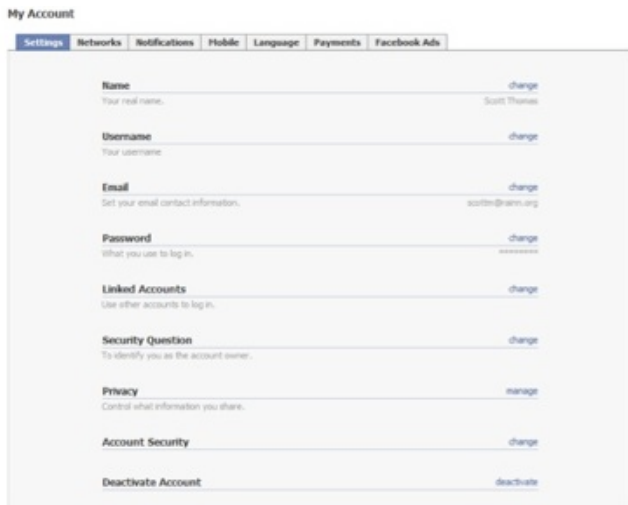 My Account
Settings Networks Notifications Mobile Language Payments Facebook Ads
Name change
Your real name. Scott Thomas
Username change
Your username
Email change
Set your email contact information.
Password change
What you use to log in. ********
Linked Accounts change
Use other accounts to log in.
Security Question change
To identify you as the account owner.
Privacy manage
Control what information you share.
Account Security change
Deactivate Account deactivate